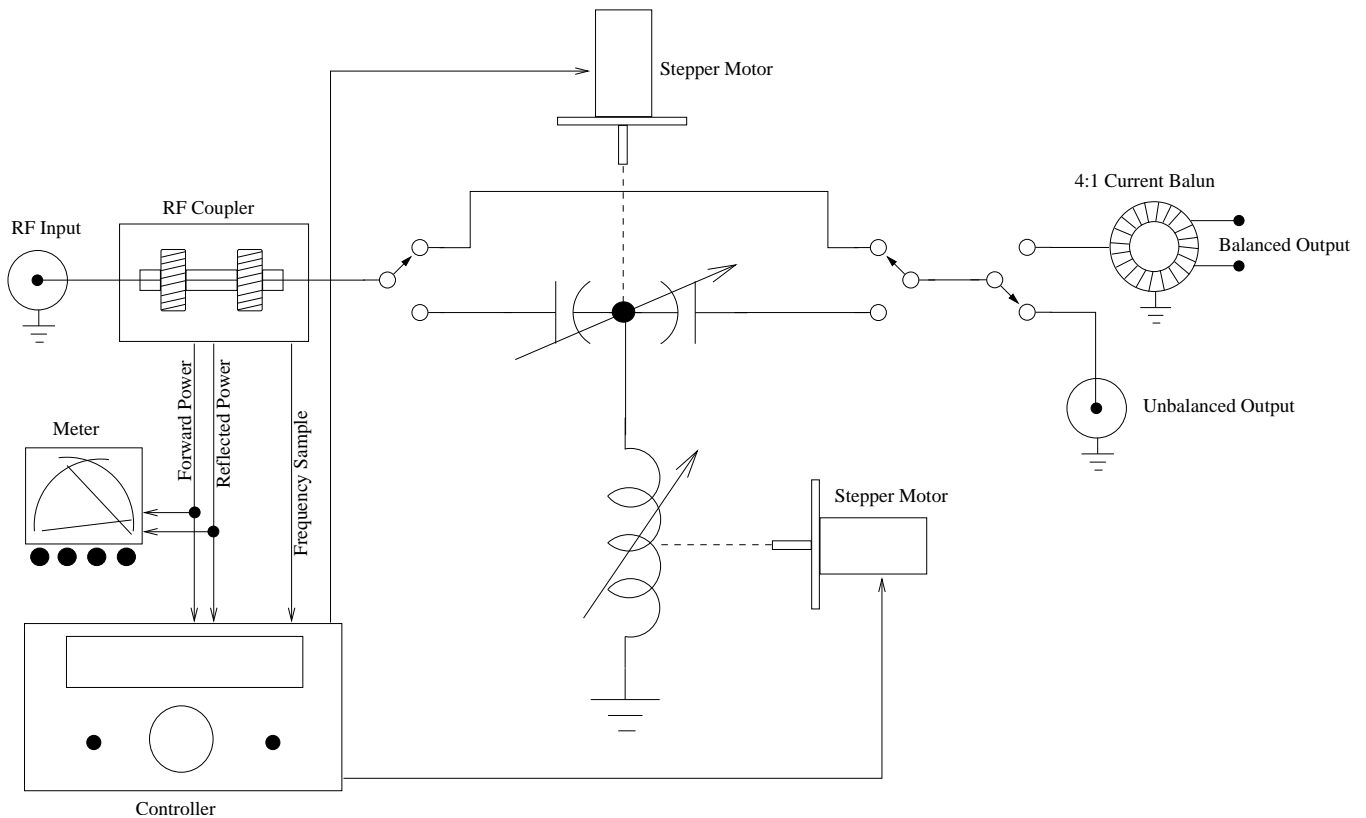 Stepper Motor
4:1 Current Balun
RF Coupler
RF Input
Balanced Output
Forward Power
Reflected Power
Frequency Sample
Unbalanced Output
Meter
Stepper Motor
Controller